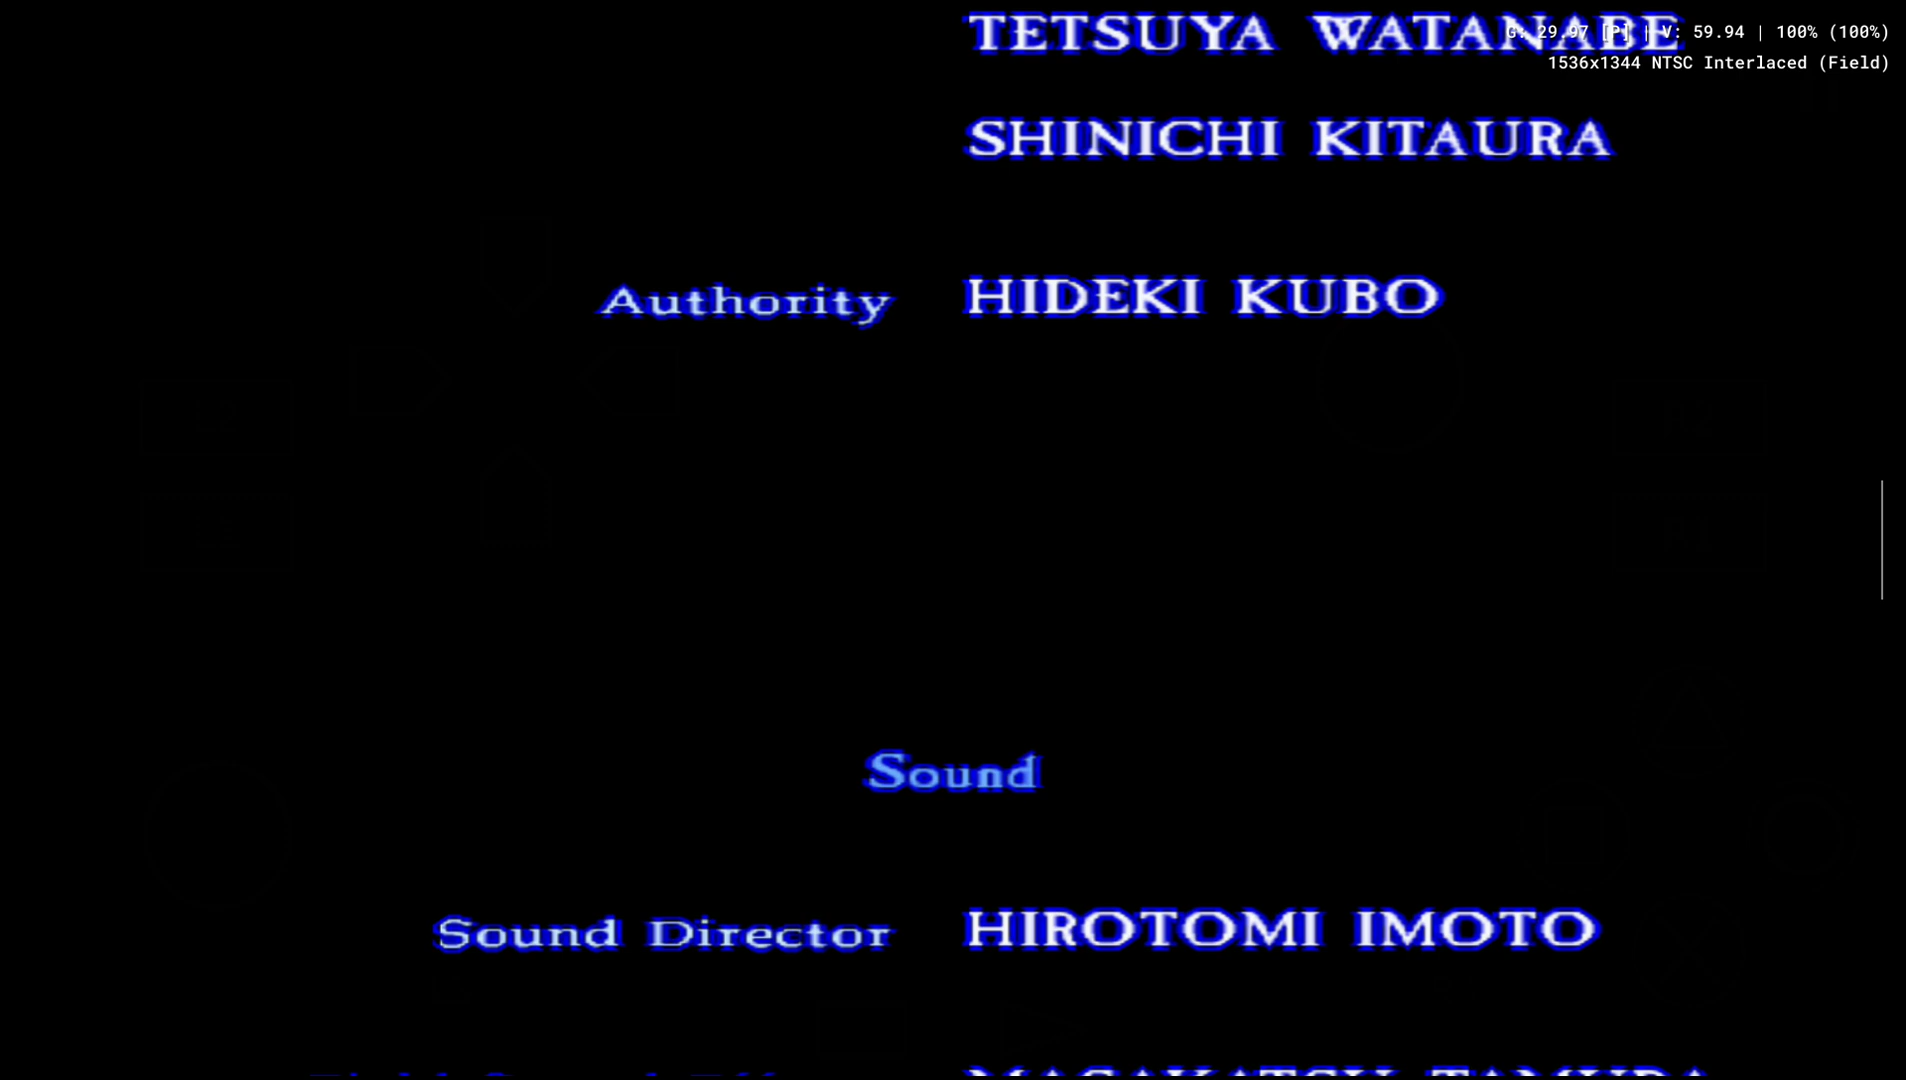 TETSUYA WATANABE
G: 29.97 [P] | V: 59.94 | 100% (100%)
1536x1344 NTSC Interlaced (Field)
SHINICHI KITAURA
Authority HIDEKI KUBO
Sound
Sound Director HIROTOMI IMOTO